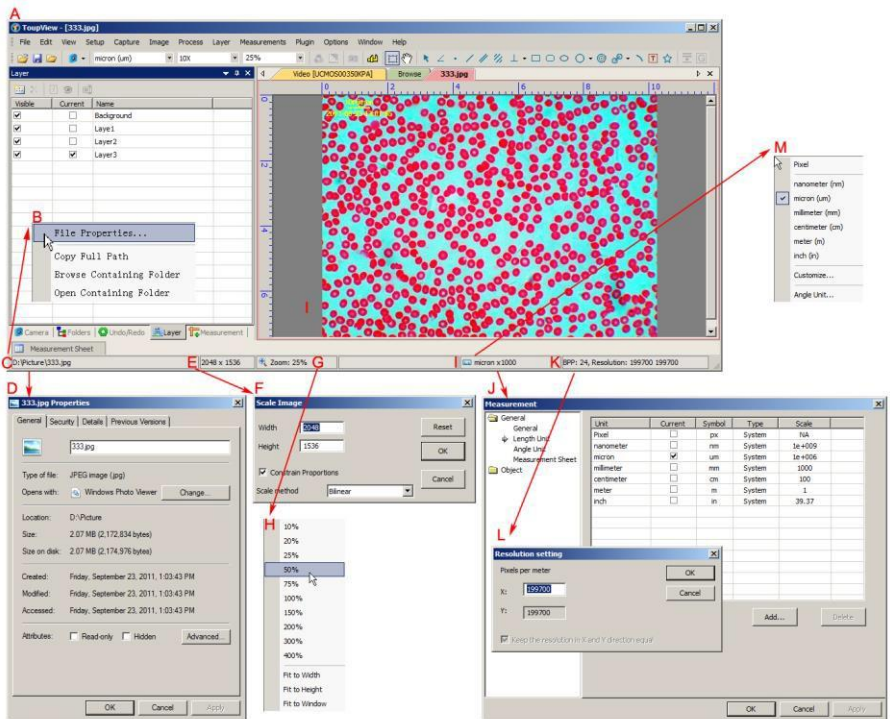 A
ToupView - [333.jpg]
File Edit View Setup Capture Image Process Layer Measurements Plugin Options Window Help
micron (um) 10X 25%
Layer
Video [UCMOS00350KPA] Browse 333.jpg
0 2 4 6 8 10
Visible Current Name
Background
Laye1
Layer2
Layer3
0
2
4
6
M
Pixel
nanometer (nm)
micron (um)
millimeter (mm)
centimeter (cm)
meter (m)
inch (in)
Customize...
Angle Unit...
B
File Properties...
Copy Full Path
Browse Containing Folder
Open Containing Folder
I
Camera Folders Undo/Redo Layer Measurement
Measurement Sheet
C E G I K
D:\Picture\333.jpg 2048 x 1536 Zoom: 25% micron x1000 BPP: 24, Resolution: 199700 199700
D
333.jpg Properties
General Security Details Previous Versions
333.jpg
Type of file: JPEG image (.jpg)
Opens with: Windows Photo Viewer Change...
Location: D:\Picture
Size: 2.07 MB (2,172,834 bytes)
Size on disk: 2.07 MB (2,174,976 bytes)
Created: Friday, September 23, 2011, 1:03:43 PM
Modified: Friday, September 23, 2011, 1:03:43 PM
Accessed: Friday, September 23, 2011, 1:03:43 PM
Attributes: Read-only Hidden Advanced...
OK Cancel Apply
F
Scale Image
Width 2048 Reset
Height 1536 OK
Constrain Proportions Cancel
Scale method Bilinear
H
10%
20%
25%
50%
75%
100%
150%
200%
300%
400%
Fit to Width
Fit to Height
Fit to Window
J
Measurement
General
General
Length Unit
Angle Unit
Measurement Sheet
Object
Unit Current Symbol Type Scale
Pixel px System NA
nanometer nm System 1e+009
micron um System 1e+006
millimeter mm System 1000
centimeter cm System 100
meter m System 1
inch in System 39.37
Add... Delete
OK Cancel Apply
L
Resolution setting
Pixels per meter OK
X: 199700 Cancel
Y: 199700
Keep the resolution in X and Y direction equal